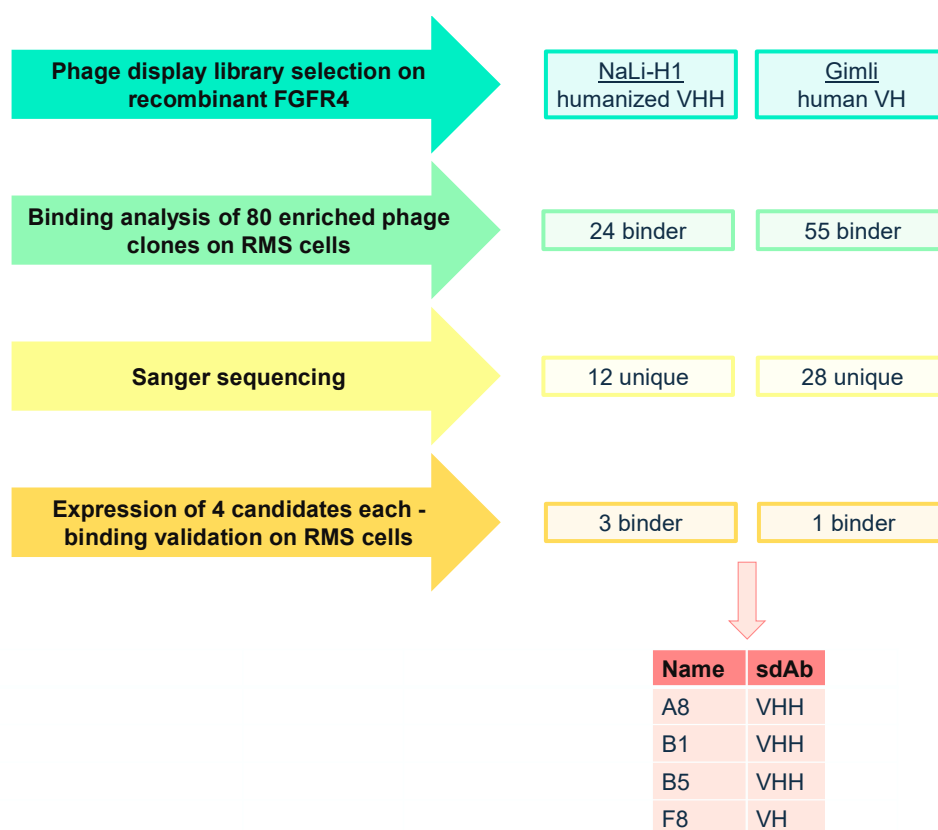 Phage display library selection on
recombinant FGFR4
NaLi-H1
humanized VHH
Gimli
human VH
Binding analysis of 80 enriched phage
clones on RMS cells
24 binder
55 binder
Sanger sequencing
12 unique
28 unique
Expression of 4 candidates each -
binding validation on RMS cells
3 binder
1 binder
Name sdAb
A8 VHH
B1 VHH
B5 VHH
F8 VH